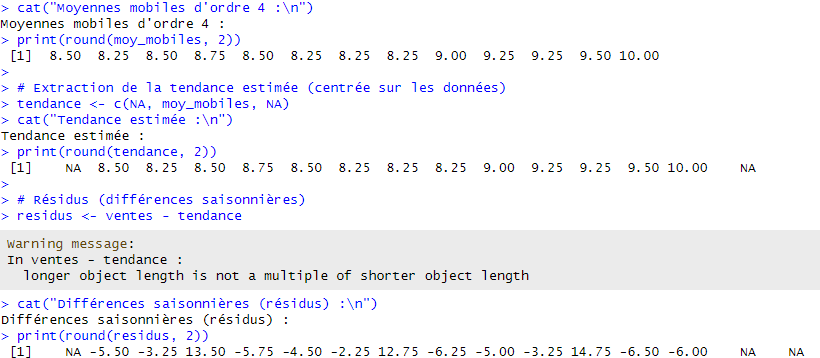 > cat("Moyennes mobiles d'ordre 4 :\n")
Moyennes mobiles d'ordre 4 :
> print(round(moy_mobiles, 2))
[1] 8.50 8.25 8.50 8.75 8.50 8.25 8.25 8.25 9.00 9.25 9.25 9.50 10.00
>
> # Extraction de la tendance estimée (centrée sur les données)
> tendance <- c(NA, moy_mobiles, NA)
> cat("Tendance estimée :\n")
Tendance estimée :
> print(round(tendance, 2))
[1] NA 8.50 8.25 8.50 8.75 8.50 8.25 8.25 8.25 9.00 9.25 9.25 9.50 10.00 NA
>
> # Résidus (différences saisonnières)
> residus <- ventes - tendance
Warning message:
In ventes - tendance :
longer object length is not a multiple of shorter object length
> cat("Différences saisonnières (résidus) :\n")
Différences saisonnières (résidus) :
> print(round(residus, 2))
[1] NA -5.50 -3.25 13.50 -5.75 -4.50 -2.25 12.75 -6.25 -5.00 -3.25 14.75 -6.50 -6.00 NA NA